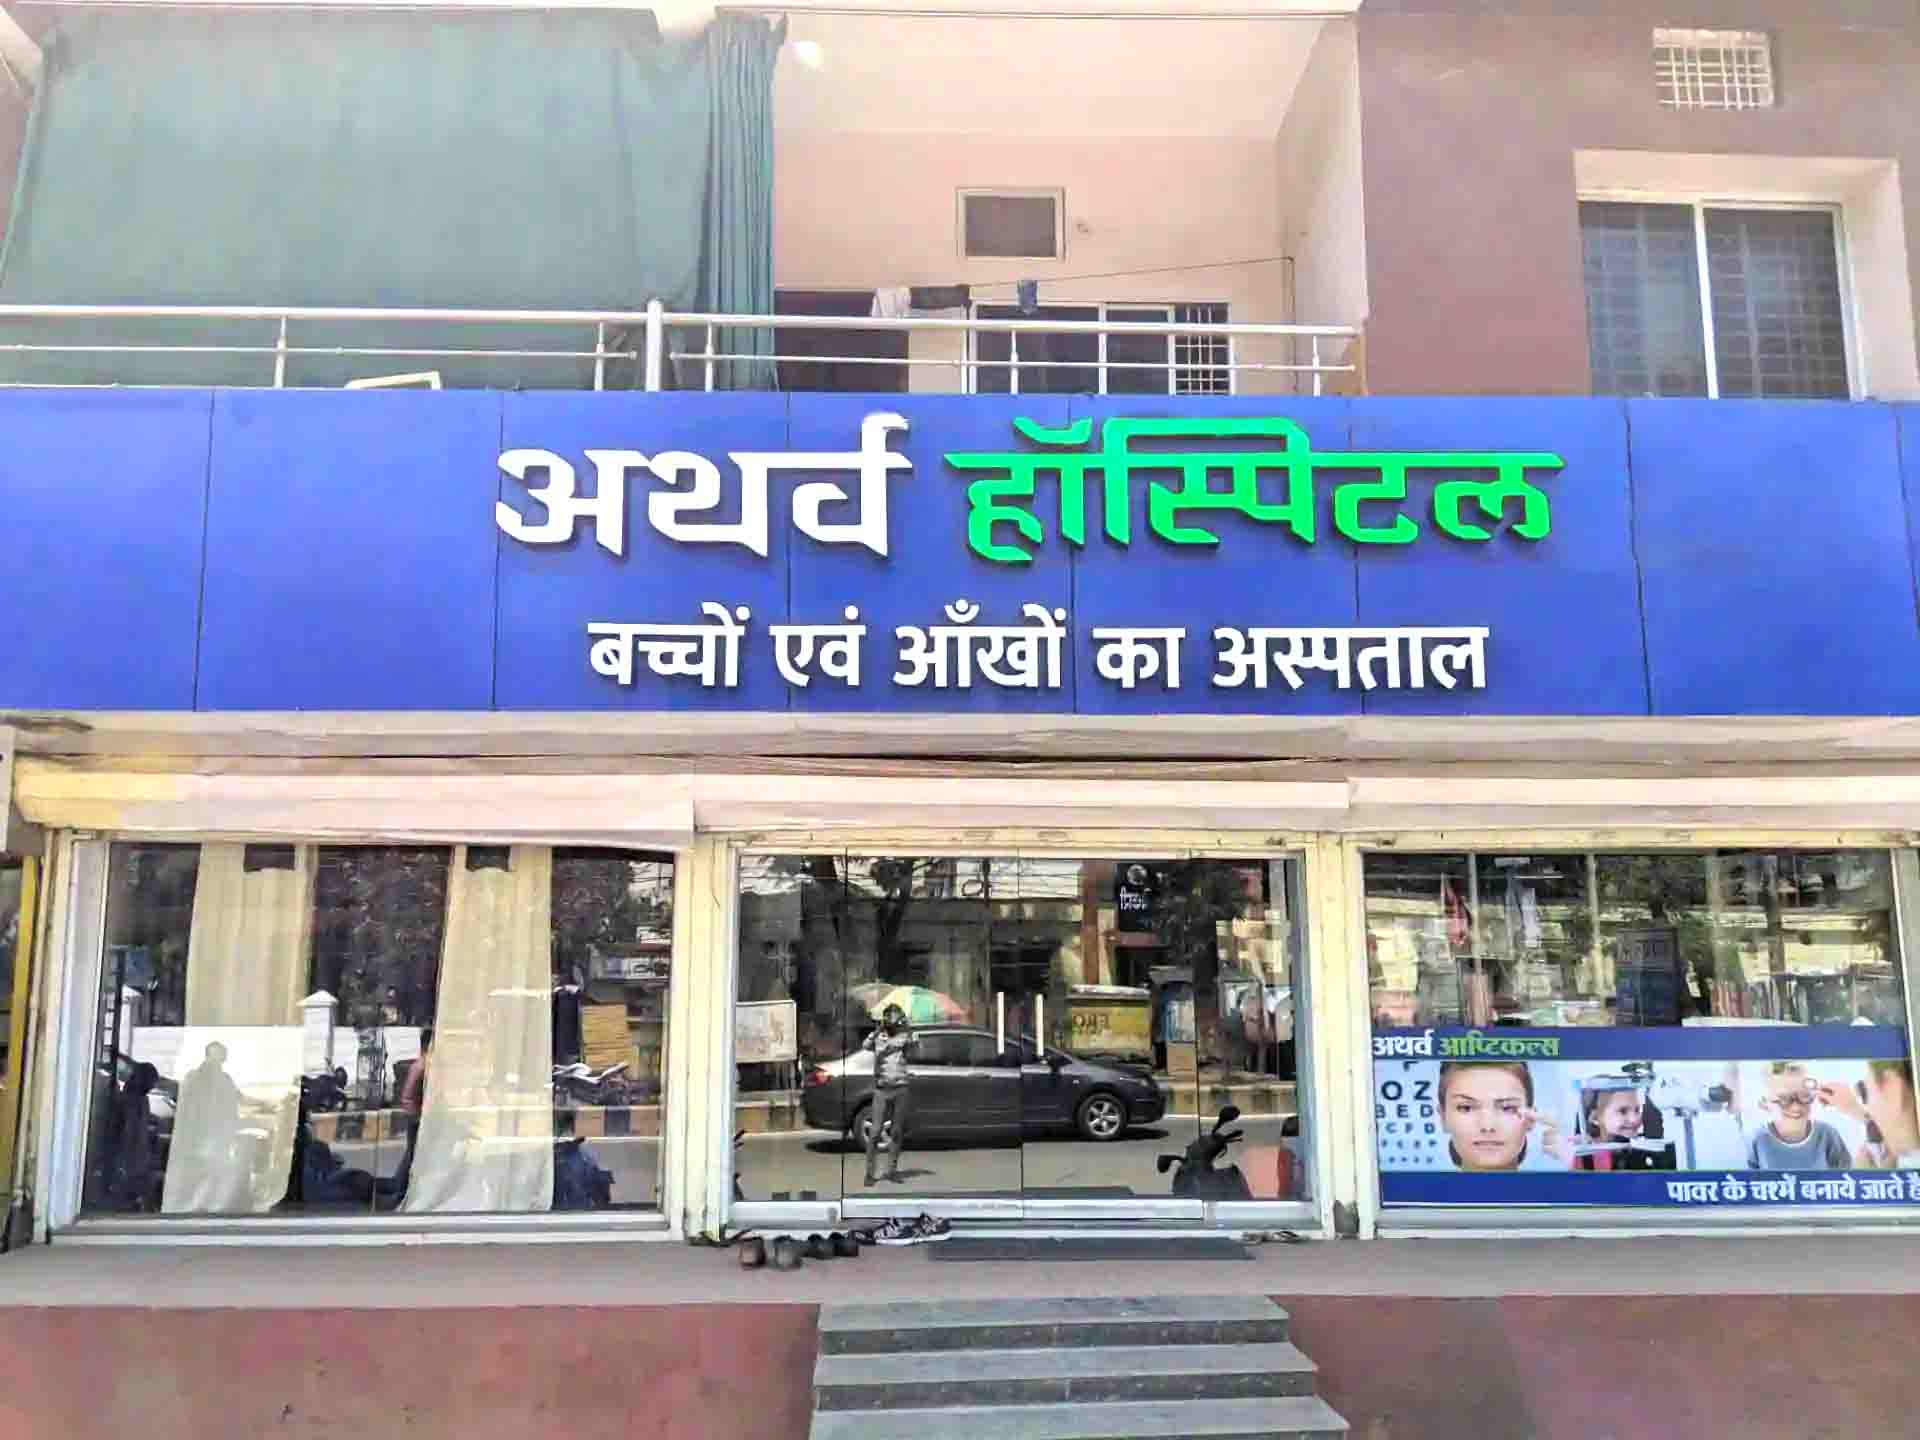 अथर्व हॉस्पिटल
बच्चों एवं आँखों का अस्पताल
अथर्व आप्टिकल्स
OZ
BED
पावर के चश्में बनाये जाते है